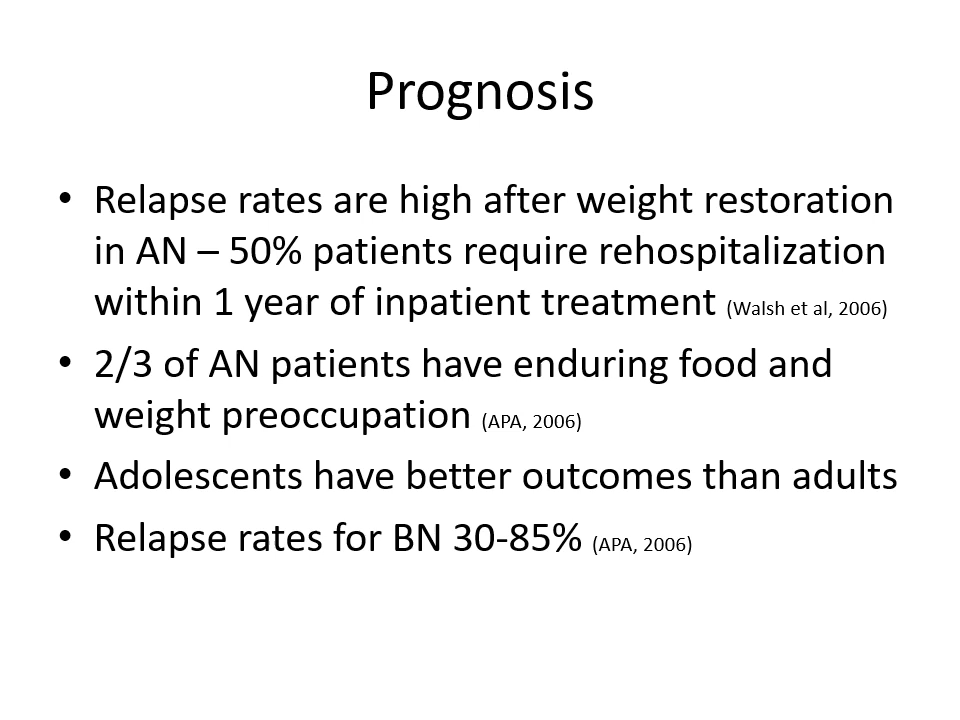 Prognosis
• Relapse rates are high after weight restoration
in AN – 50% patients require rehospitalization
within 1 year of inpatient treatment (Walsh et al, 2006)
• 2/3 of AN patients have enduring food and
weight preoccupation (APA, 2006)
• Adolescents have better outcomes than adults
• Relapse rates for BN 30-85% (APA, 2006)